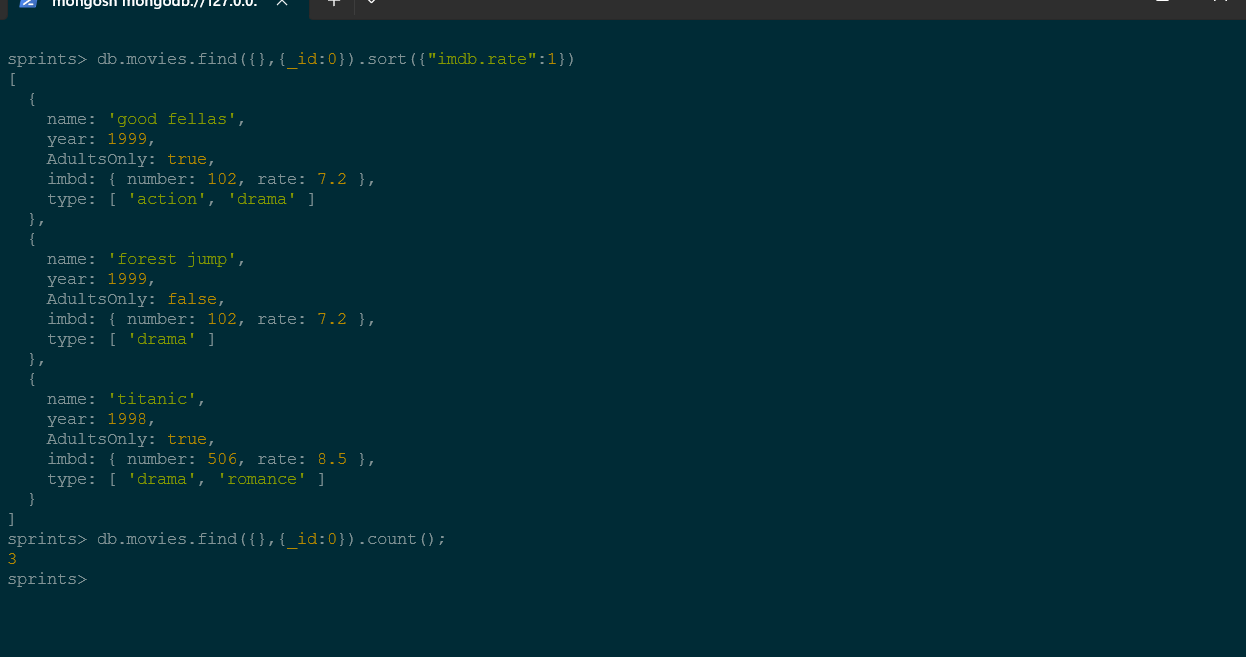 mongosh mongodb://127.0.0.
sprints> db.movies.find({},{_id:0}).sort({"imdb.rate":1})
[
  {
    name: 'good fellas',
    year: 1999,
    AdultsOnly: true,
    imbd: { number: 102, rate: 7.2 },
    type: [ 'action', 'drama' ]
  },
  {
    name: 'forest jump',
    year: 1999,
    AdultsOnly: false,
    imbd: { number: 102, rate: 7.2 },
    type: [ 'drama' ]
  },
  {
    name: 'titanic',
    year: 1998,
    AdultsOnly: true,
    imbd: { number: 506, rate: 8.5 },
    type: [ 'drama', 'romance' ]
  }
]
sprints> db.movies.find({},{_id:0}).count();
3
sprints>